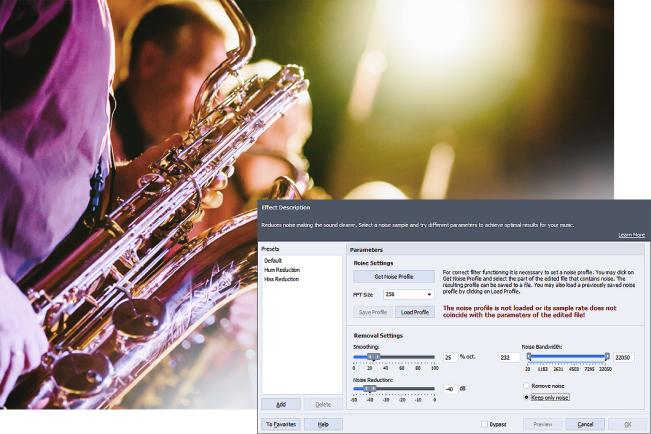 Effect Description
Reduces noise making the sound clearer. Select a noise sample and try different parameters to achieve optimal results for your music.
Learn More
Presets
Default
Hum Reduction
Hiss Reduction
Add
Delete
Parameters
Noise Settings
Get Noise Profile
FFT Size
256
Save Profile
Load Profile
For correct filter functioning it is necessary to set a noise profile. You may click on
Get Noise Profile and select the part of the edited file that contains noise. The
resulting profile can be saved to a file. You may also load a previously saved noise
profile by clicking on Load Profile.
The noise profile is not loaded or its sample rate does not
coincide with the parameters of the edited file!
Removal Settings
Smoothing:
25 % oct.
0 20 40 60 80 100
Noise Reduction:
-40 dB
-50 -40 -30 -20 -10 0
Noise Bandwidth:
232
22050
20 1183 2631 4503 7295 22050
Remove noise
Keep only noise
To Favorites
Help
Bypass
Preview
Cancel
OK